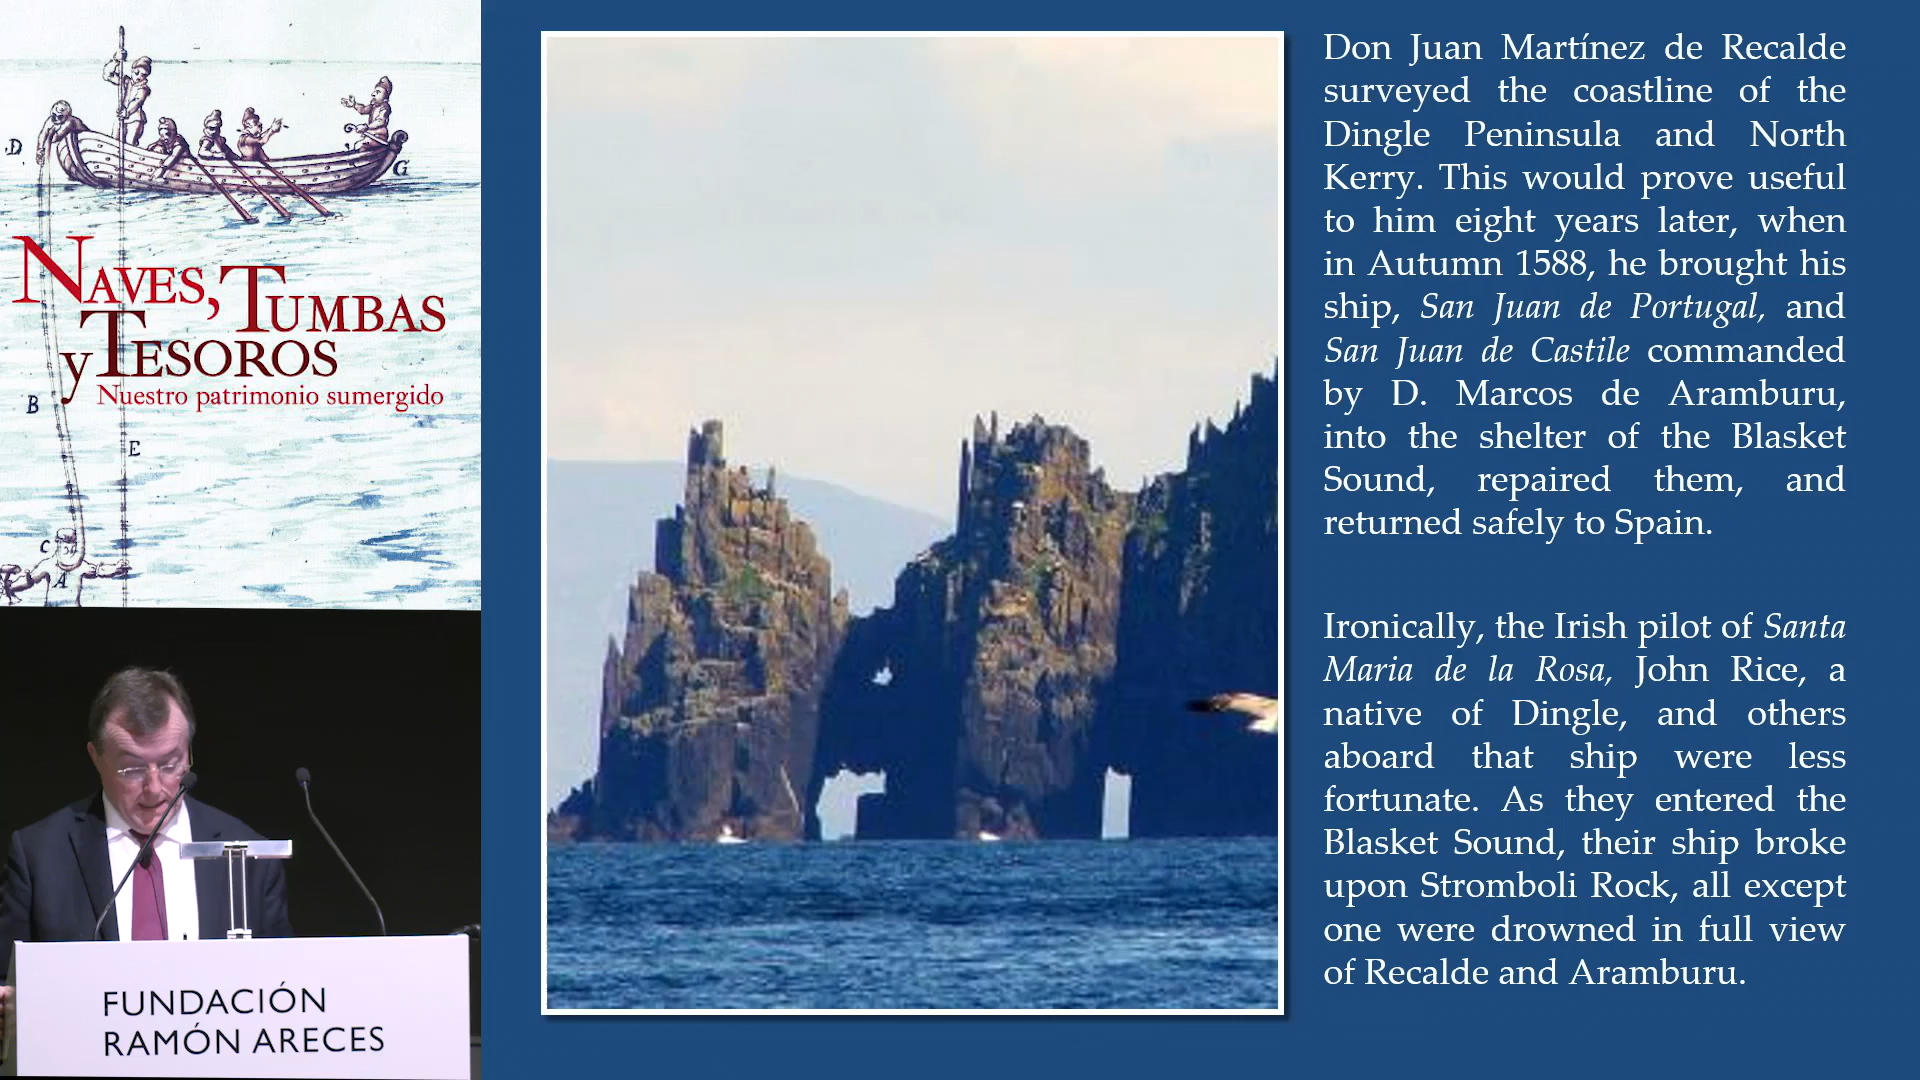 D
G
NAVES, TUMBAS
y TESOROS
Nuestro patrimonio sumergido
B
E
C
A
FUNDACIÓN
RAMÓN ARECES
Don Juan Martínez de Recalde
surveyed the coastline of the
Dingle Peninsula and North
Kerry. This would prove useful
to him eight years later, when
in Autumn 1588, he brought his
ship, San Juan de Portugal, and
San Juan de Castile commanded
by D. Marcos de Aramburu,
into the shelter of the Blasket
Sound, repaired them, and
returned safely to Spain.
Ironically, the Irish pilot of Santa
Maria de la Rosa, John Rice, a
native of Dingle, and others
aboard that ship were less
fortunate. As they entered the
Blasket Sound, their ship broke
upon Stromboli Rock, all except
one were drowned in full view
of Recalde and Aramburu.